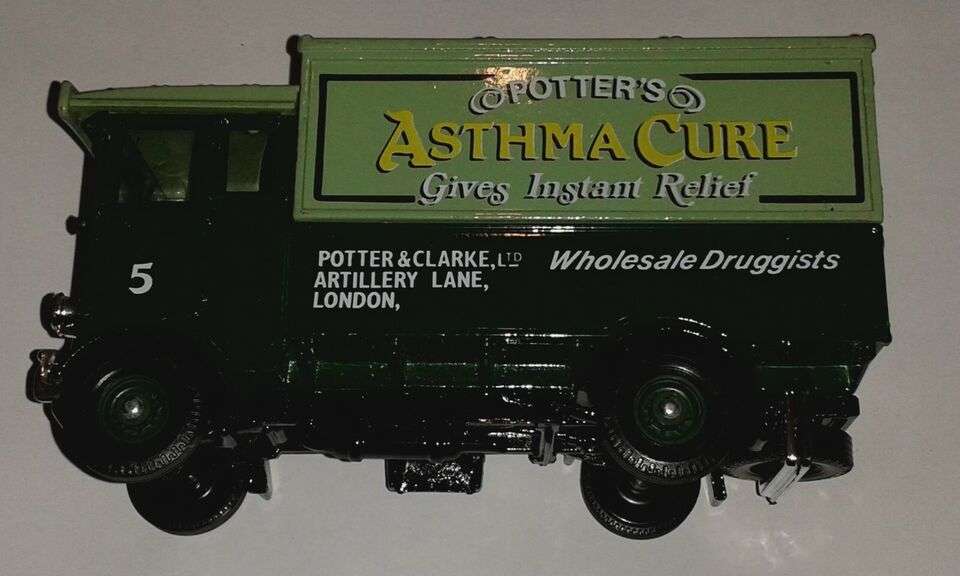 POTTER'S
ASTHMA CURE
Gives Instant Relief
5
POTTER & CLARKE, LTD
ARTILLERY LANE,
LONDON,
Wholesale Druggists